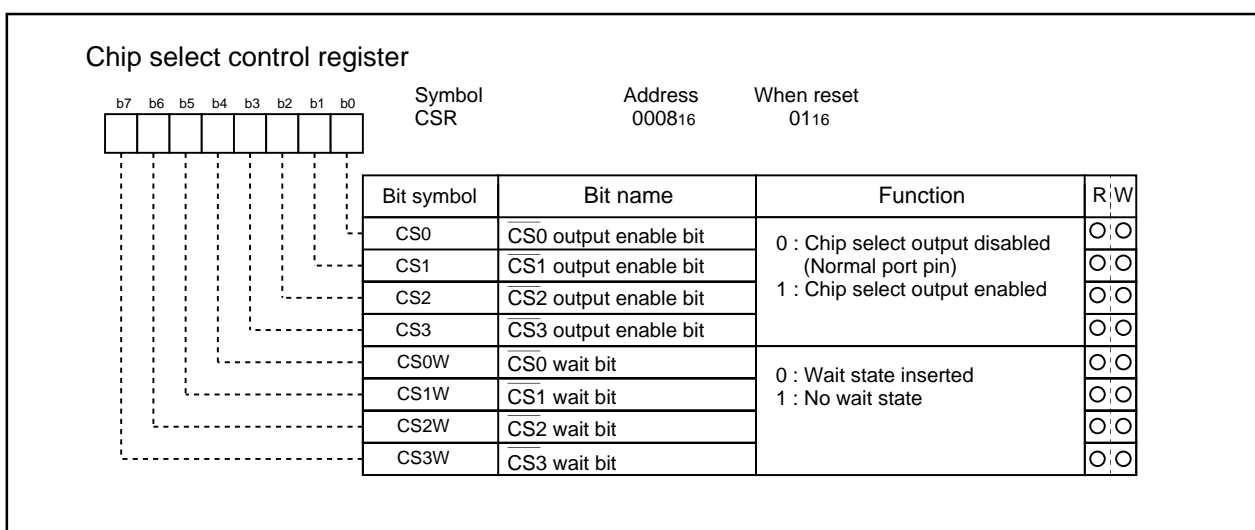 Chip select control register
b7 b6 b5 b4 b3 b2 b1 b0
Symbol Address When reset
CSR 000816 0116
Bit symbol Bit name Function R W
CS0 CS0 output enable bit
CS1 CS1 output enable bit
CS2 CS2 output enable bit
CS3 CS3 output enable bit
0 : Chip select output disabled
(Normal port pin)
1 : Chip select output enabled
CS0W CS0 wait bit
CS1W CS1 wait bit
CS2W CS2 wait bit
CS3W CS3 wait bit
0 : Wait state inserted
1 : No wait state